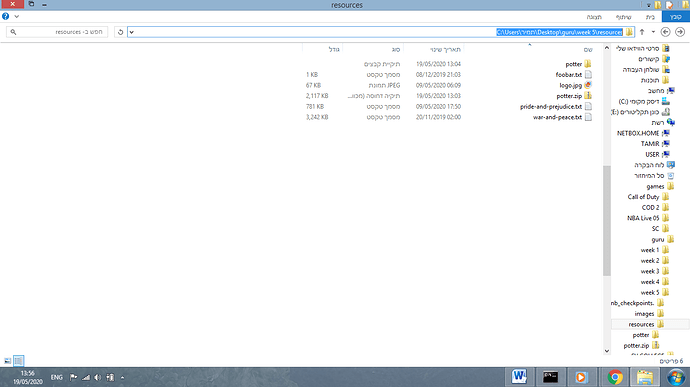 resources
קובץ
בית
שיתוף
תצוגה
C:\Users\תמיר\Desktop\guru\week 5\resources
חפש ב- resources
שם
תאריך שינוי
סוג
גודל
potter
19/05/2020 13:04
תיקיית קבצים
foobar.txt
08/12/2019 21:03
מסמך טקסט
1 KB
logo.jpg
09/05/2020 06:09
תמונת JPEG
67 KB
potter.zip
19/05/2020 13:03
תיקיה דחוסה (מכוו...
2,117 KB
pride-and-prejudice.txt
09/05/2020 17:50
מסמך טקסט
781 KB
war-and-peace.txt
20/11/2019 02:00
מסמך טקסט
3,242 KB
סרטי הווידאו שלי
קישורים
שולחן העבודה
תוכנות
מחשב
דיסק מקומי (C:)
כונן תקליטורים (E:)
רשת
NETBOX.HOME
TAMIR
USER
לוח הבקרה
סל המיחזור
games
Call of Duty
COD 2
NBA Live 05
SC
guru
week 1
week 2
week 3
week 4
week 5
nb_checkpoints.
images
resources
potter
potter.zip
6 פריטים
ENG
13:56
19/05/2020